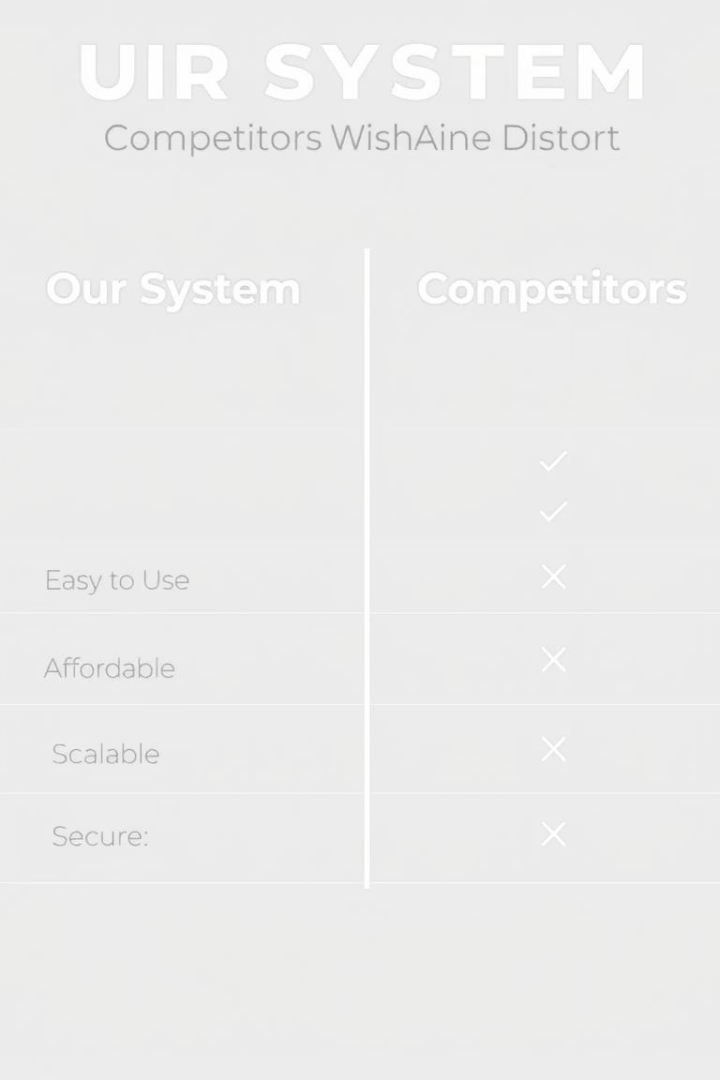 UIR SYSTEM
Competitors WishAine Distort
Our System
Competitors
Easy to Use
Affordable
Scalable
Secure: